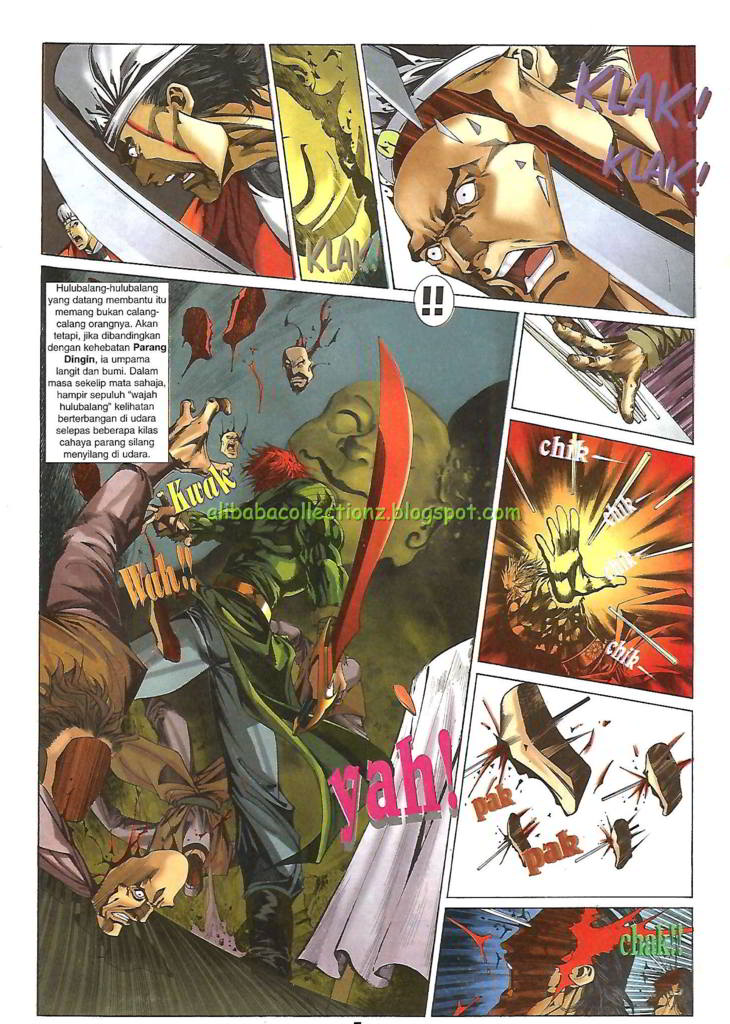 KLAK!
KLAK
KLAK!
!!
Hulubalang-hulubalang
yang datang membantu itu
memang bukan calang-
calang orangnya. Akan
tetapi, jika dibandingkan
dengan kehebatan Parang
Dingin, ia umpama
langit dan bumi. Dalam
masa sekelip mata sahaja,
hampir sepuluh "wajah
hulubalang" kelihatan
berterbangan di udara
selepas beberapa kilas
cahaya parang silang
menyilang di udara.
Kwak
alibabacollectionz.blogspot.com
Wah!!
yah!
chik
chik
chik
chik
pak
pak
chak!!